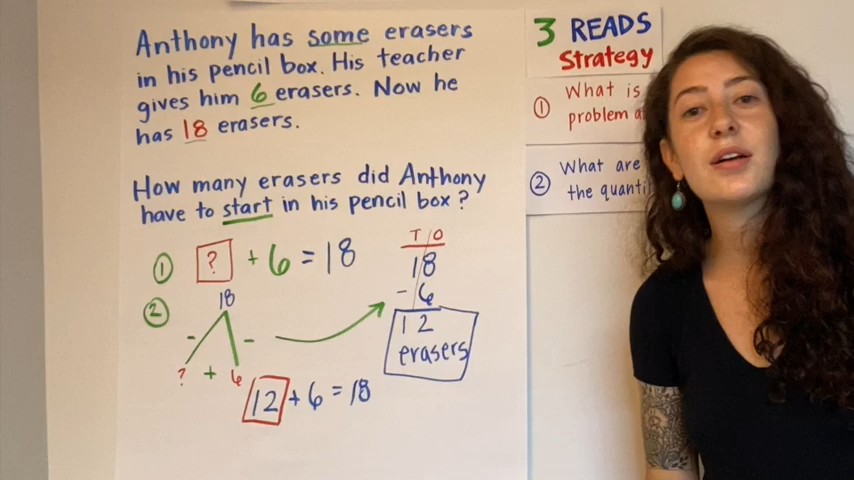 Anthony has some erasers
in his pencil box. His teacher
gives him 6 erasers. Now he
has 18 erasers.
How many erasers did Anthony
have to start in his pencil box?
① ? + 6 = 18
② 18
- -
? + 6
T O
18
- 6
12
erasers
12 + 6 = 18
3 READS
Strategy
① What is
problem
② What are
the